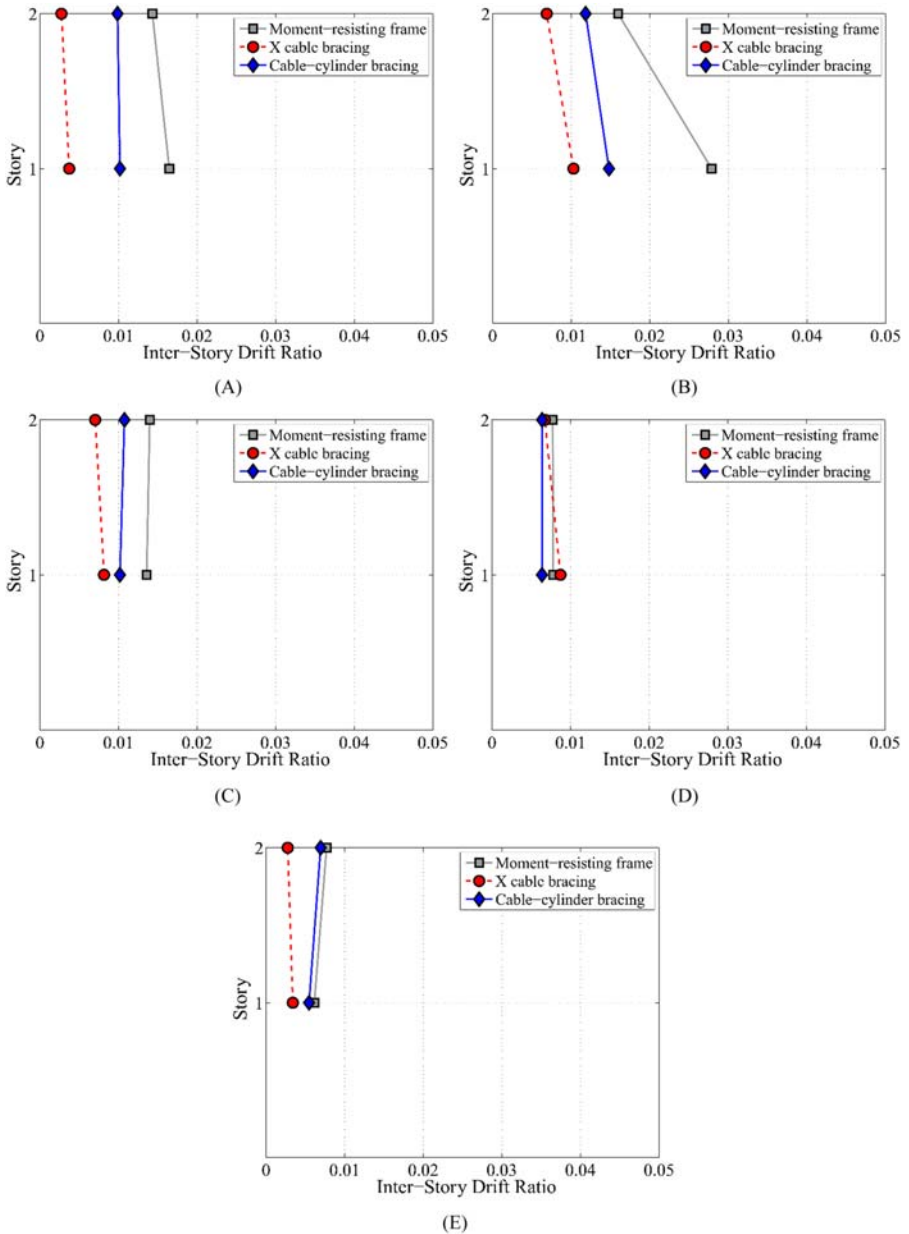 2
Moment-resisting frame
X cable bracing
Cable-cylinder bracing
Story
1
0 0.01 0.02 0.03 0.04 0.05
Inter-Story Drift Ratio
(A)
2
Moment-resisting frame
X cable bracing
Cable-cylinder bracing
Story
1
0 0.01 0.02 0.03 0.04 0.05
Inter-Story Drift Ratio
(B)
2
Moment-resisting frame
X cable bracing
Cable-cylinder bracing
Story
1
0 0.01 0.02 0.03 0.04 0.05
Inter-Story Drift Ratio
(C)
2
Moment-resisting frame
X cable bracing
Cable-cylinder bracing
Story
1
0 0.01 0.02 0.03 0.04 0.05
Inter-Story Drift Ratio
(D)
2
Moment-resisting frame
X cable bracing
Cable-cylinder bracing
Story
1
0 0.01 0.02 0.03 0.04 0.05
Inter-Story Drift Ratio
(E)